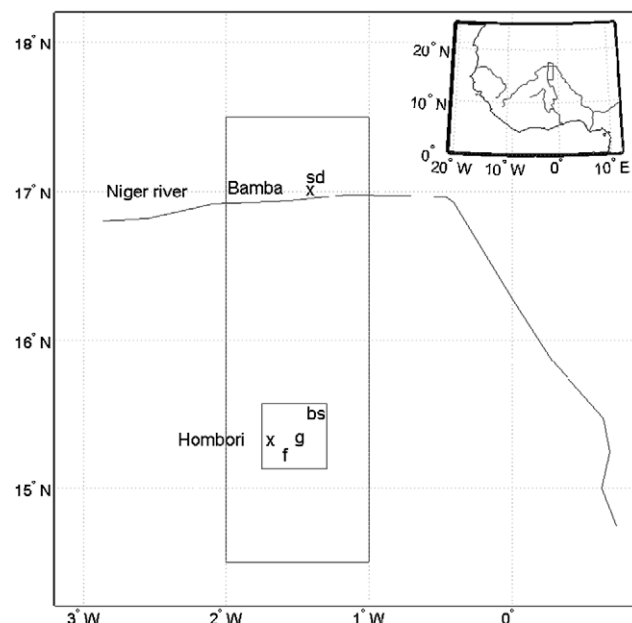 18° N
20° N
10° N
0°
20° W
10° W
0°
10° E
17° N
Niger river
Bamba
sd
x
16° N
bs
Hombori
x
g
f
15° N
3° W
2° W
1° W
0°